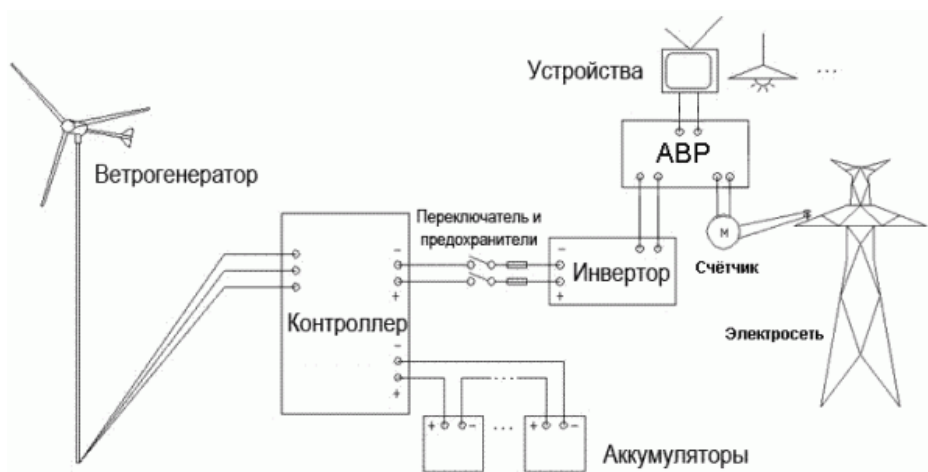 Устройства
...
АВР
Ветрогенератор
Переключатель и
предохранители
-
+
-
+
Инвертор
М
Счётчик
Контроллер
Электросеть
-
+
+ -
...
+ -
...
Аккумуляторы